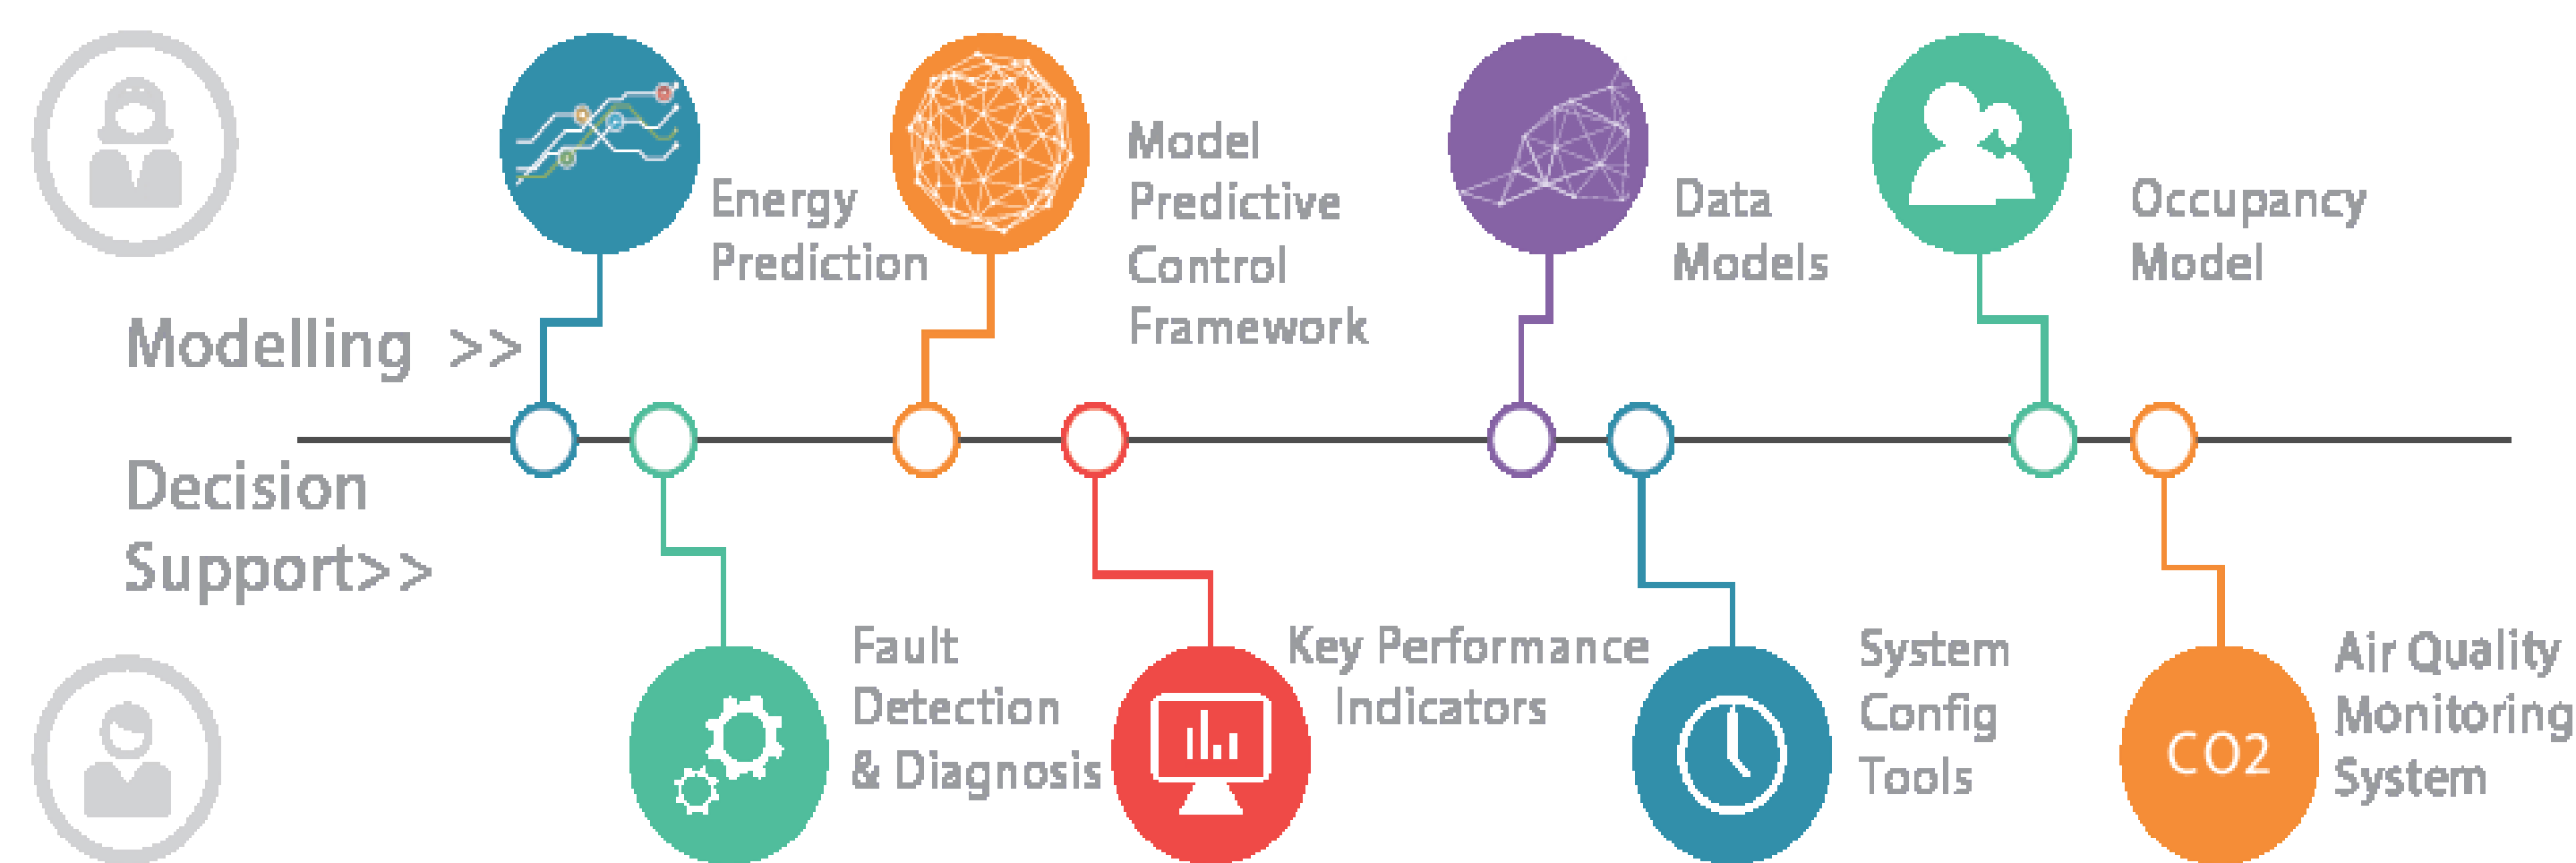 Energy
Prediction
Model
Predictive
Control
Framework
Data
Models
Occupancy
Model
Modelling >>
Decision
Support>>
Fault
Detection
& Diagnosis
Key Performance
Indicators
System
Config
Tools
CO2
Air Quality
Monitoring
System